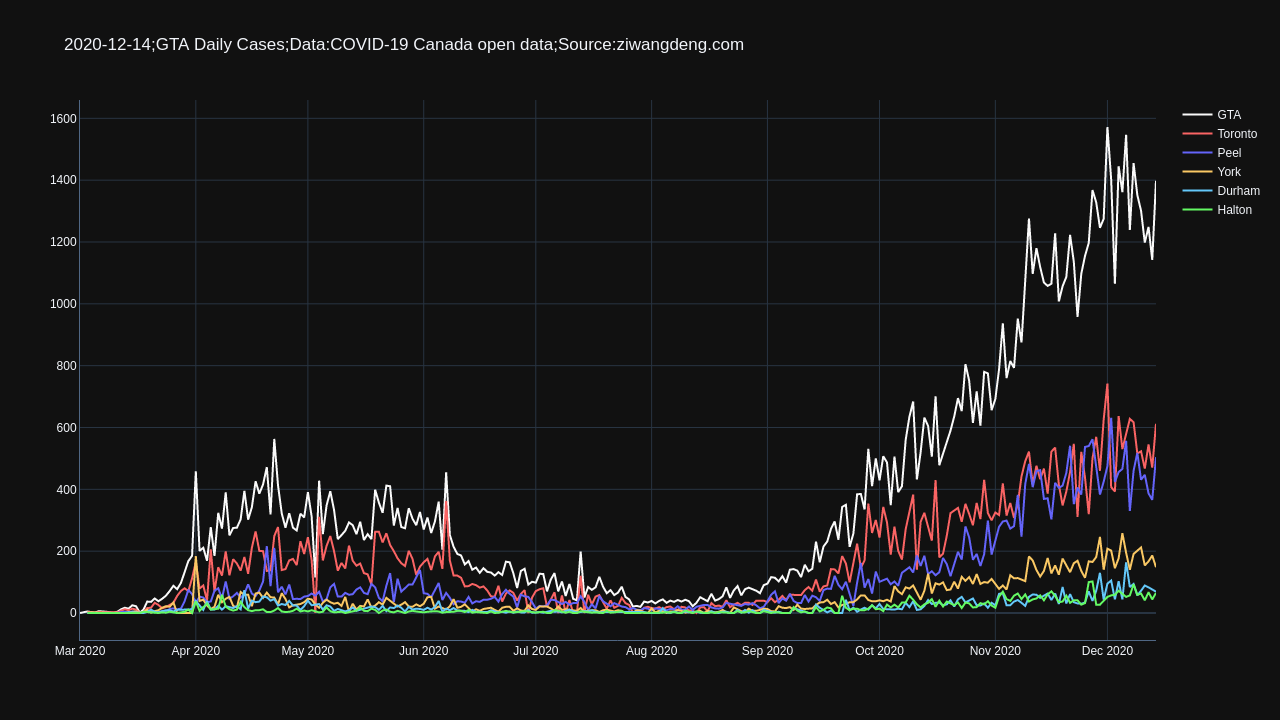 2020-12-14;GTA Daily Cases;Data:COVID-19 Canada open data;Source:ziwangdeng.com
1600
1400
1200
1000
800
600
400
200
0
Mar 2020 Apr 2020 May 2020 Jun 2020 Jul 2020 Aug 2020 Sep 2020 Oct 2020 Nov 2020 Dec 2020
GTA
Toronto
Peel
York
Durham
Halton